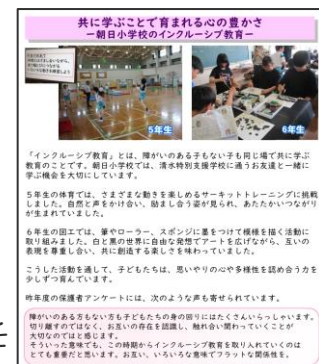 共に学ぶことで育まれる心の豊かさ
ー朝日小学校のインクルーシブ教育ー
5年生
6年生
「インクルーシブ教育」とは、障がいのある子もない子も同じ場で共に学ぶ
教育のことです。朝日小学校では、清水特別支援学校に通うお友達と一緒に
学ぶ機会を大切にしています。
5年生の体育では、さまざまな動きを楽しめるサーキットトレーニングに挑戦
しました。自然と声をかけ合い、励まし合う姿が見られ、あたたかいつながり
が生まれていました。
6年生の図工では、筆やローラー、スポンジに墨をつけて模様を描く活動に
取り組みました。白と黒の世界に自由な発想でアートを広げながら、互いの
表現を尊重し合い、共に創造する楽しさを味わっていました。
こうした活動を通して、子どもたちは、思いやりの心や多様性を認め合う力を
少しずつ育んでいます。
昨年度の保護者アンケートには、次のような声も寄せられています。
障がいのある方もない方も子どもたちの身の回りにはたくさんいらっしゃいます。
切り離すのではなく、お互いの存在を認識し、触れ合い関わっていくことが
大切なのではと感じます。
そういった意味でも、この時期からインクルーシブ教育を取り入れていくのは
とても重要だと思います。お互い、いろいろな意味でフラットな関係性を。
を